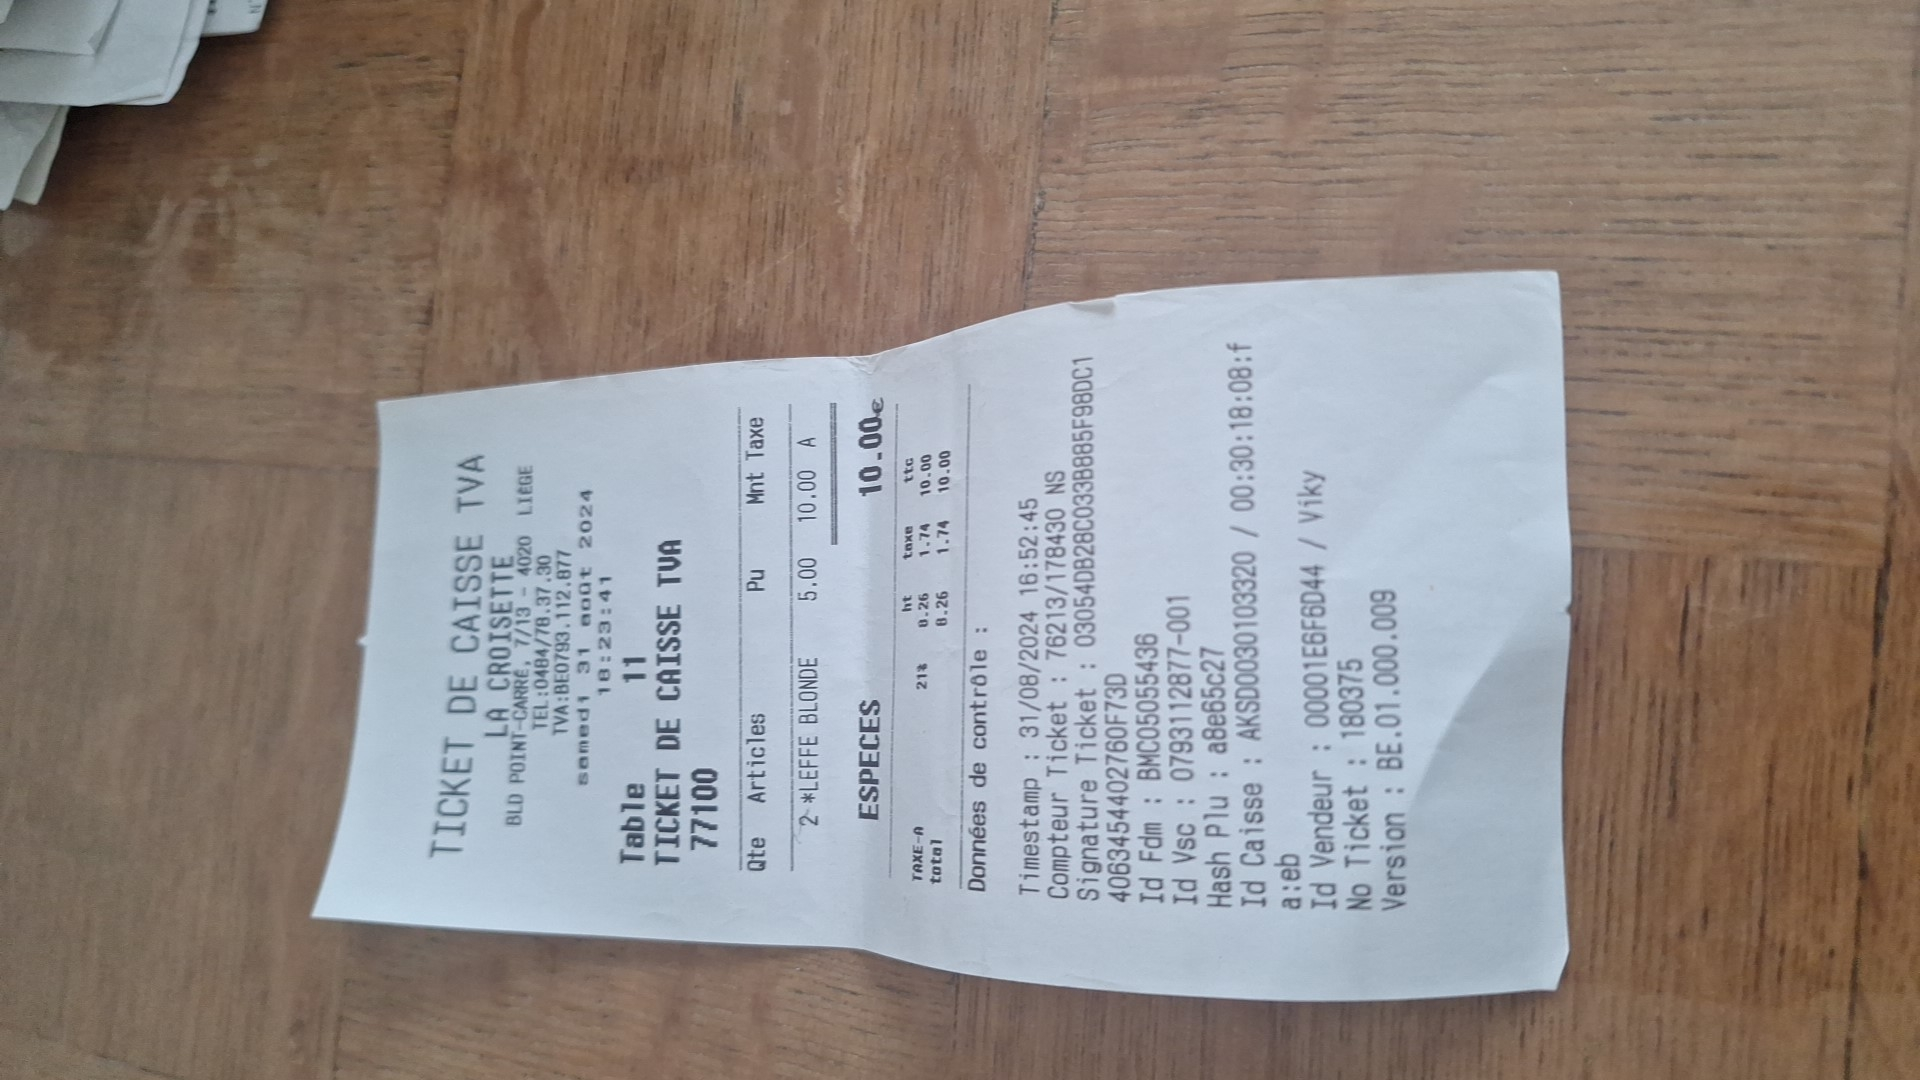 TICKET DE CAISSE TVA
LA CROISETTE
BLD POINT-CARRÉ, 7/13 - 4020 LIEGE
TEL:0484/78.37.30
TVA:BE0793.112.877
samedi 31 août 2024
18:23:41
Table 11
TICKET DE CAISSE TVA
77100
Qte Articles Pu Mnt Taxe
2 *LEFFE BLONDE 5.00 10.00 A
ESPECES 10.00€
ht taxe ttc
TAXE-A 21% 8.26 1.74 10.00
total 8.26 1.74 10.00
Données de contrôle :
Timestamp : 31/08/2024 16:52:45
Compteur Ticket : 76213/178430 NS
Signature Ticket : 03054DB28C033B885F98DC1
4063454402760F73D
Id Fdm : BMC05055436
Id Vsc : 0793112877-001
Hash Plu : a8e65c27
Id Caisse : AKSD0030103320 / 00:30:18:08:f
a:eb
Id Vendeur : 00001E6F6D44 / Viky
No Ticket : 180375
Version : BE.01.000.009